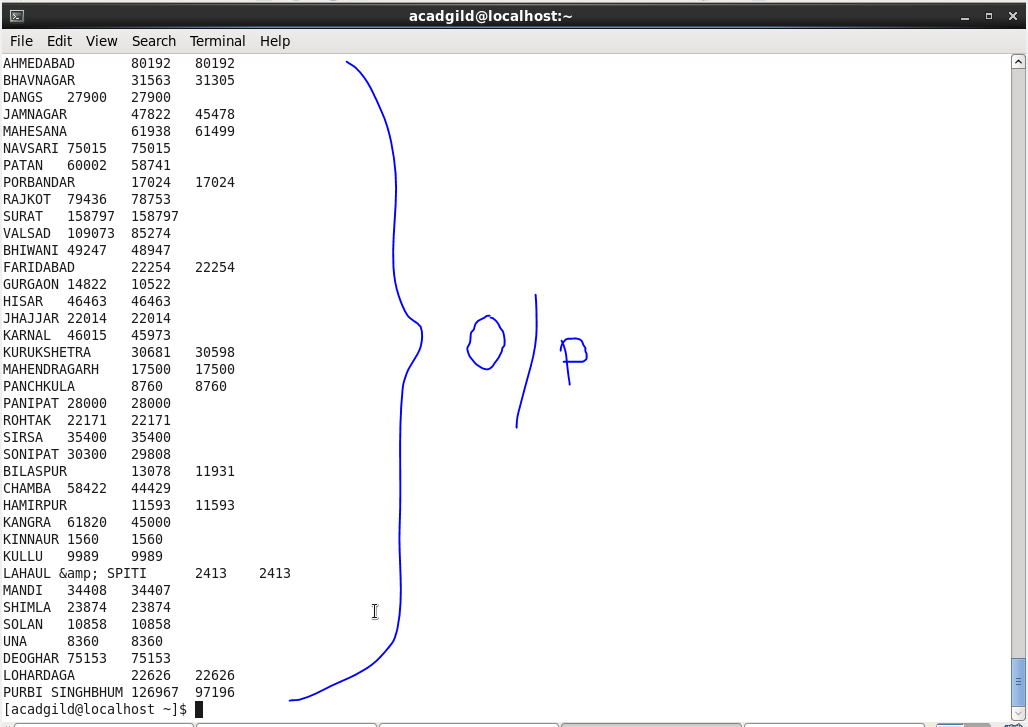 acadgild@localhost:~
File Edit View Search Terminal Help
AHMEDABAD 80192 80192
BHAVNAGAR 31563 31305
DANGS 27900 27900
JAMNAGAR 47822 45478
MAHESANA 61938 61499
NAVSARI 75015 75015
PATAN 60002 58741
PORBANDAR 17024 17024
RAJKOT 79436 78753
SURAT 158797 158797
VALSAD 109073 85274
BHIWANI 49247 48947
FARIDABAD 22254 22254
GURGAON 14822 10522
HISAR 46463 46463
JHAJJAR 22014 22014
KARNAL 46015 45973
KURUKSHETRA 30681 30598
MAHENDRAGARH 17500 17500
PANCHKULA 8760 8760
PANIPAT 28000 28000
ROHTAK 22171 22171
SIRSA 35400 35400
SONIPAT 30300 29808
BILASPUR 13078 11931
CHAMBA 58422 44429
HAMIRPUR 11593 11593
KANGRA 61820 45000
KINNAUR 1560 1560
KULLU 9989 9989
LAHAUL &amp; SPITI 2413 2413
MANDI 34408 34407
SHIMLA 23874 23874
SOLAN 10858 10858
UNA 8360 8360
DEOGHAR 75153 75153
LOHARDAGA 22626 22626
PURBI SINGHBHUM 126967 97196
[acadgild@localhost ~]$
O/p